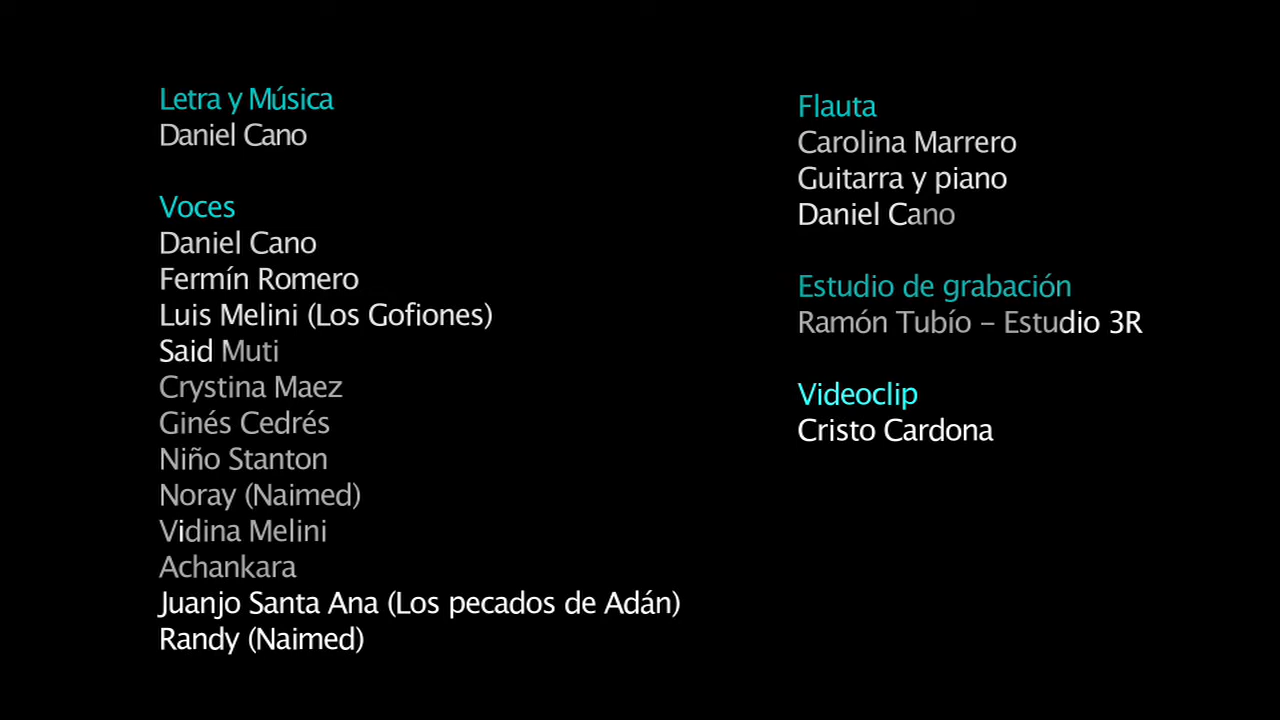 Letra y Música
Daniel Cano
Voces
Daniel Cano
Fermín Romero
Luis Melini (Los Gofiones)
Said Muti
Crystina Maez
Ginés Cedrés
Niño Stanton
Noray (Naimed)
Vidina Melini
Achankara
Juanjo Santa Ana (Los pecados de Adán)
Randy (Naimed)
Flauta
Carolina Marrero
Guitarra y piano
Daniel Cano
Estudio de grabación
Ramón Tubío – Estudio 3R
Videoclip
Cristo Cardona